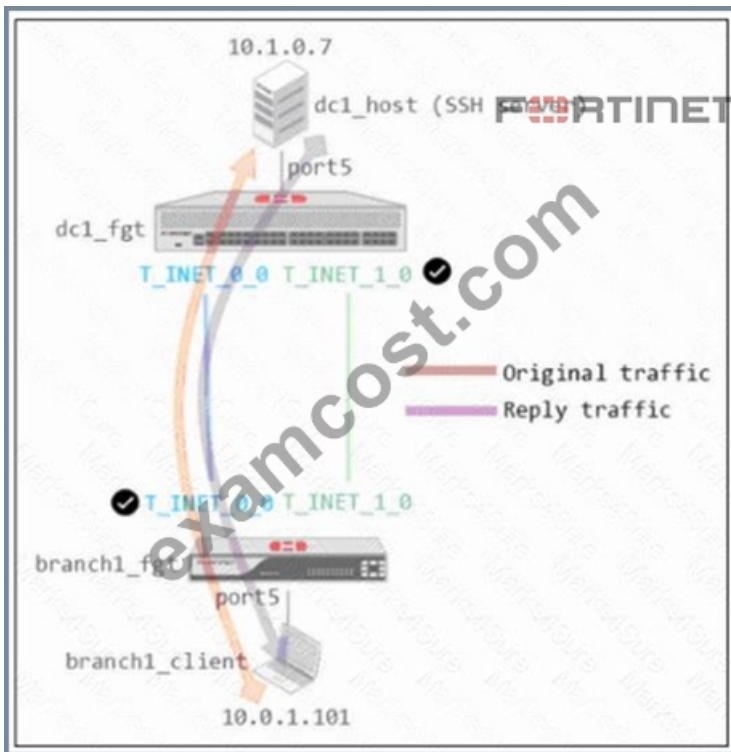 10.1.0.7
dc1_host (SSH server)
FORTINET
port5
dc1_fgt
T_INET_0_0 T_INET_1_0
Original traffic
Reply traffic
T_INET_0_0 T_INET_1_0
branch1_fgt
port5
branch1_client
10.0.1.101
examcost.com